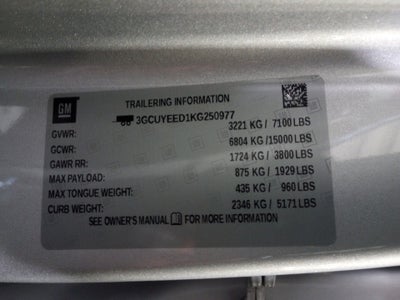 GM
TRAILERING INFORMATION
3GCUYEED1KG250977
GVWR: 3221 KG / 7100 LBS
GCWR: 6804 KG /15000 LBS
GAWR RR: 1724 KG / 3800 LBS
MAX PAYLOAD: 875 KG / 1929 LBS
MAX TONGUE WEIGHT: 435 KG / 960 LBS
CURB WEIGHT: 2346 KG / 5171 LBS
SEE OWNER'S MANUAL FOR MORE INFORMATION